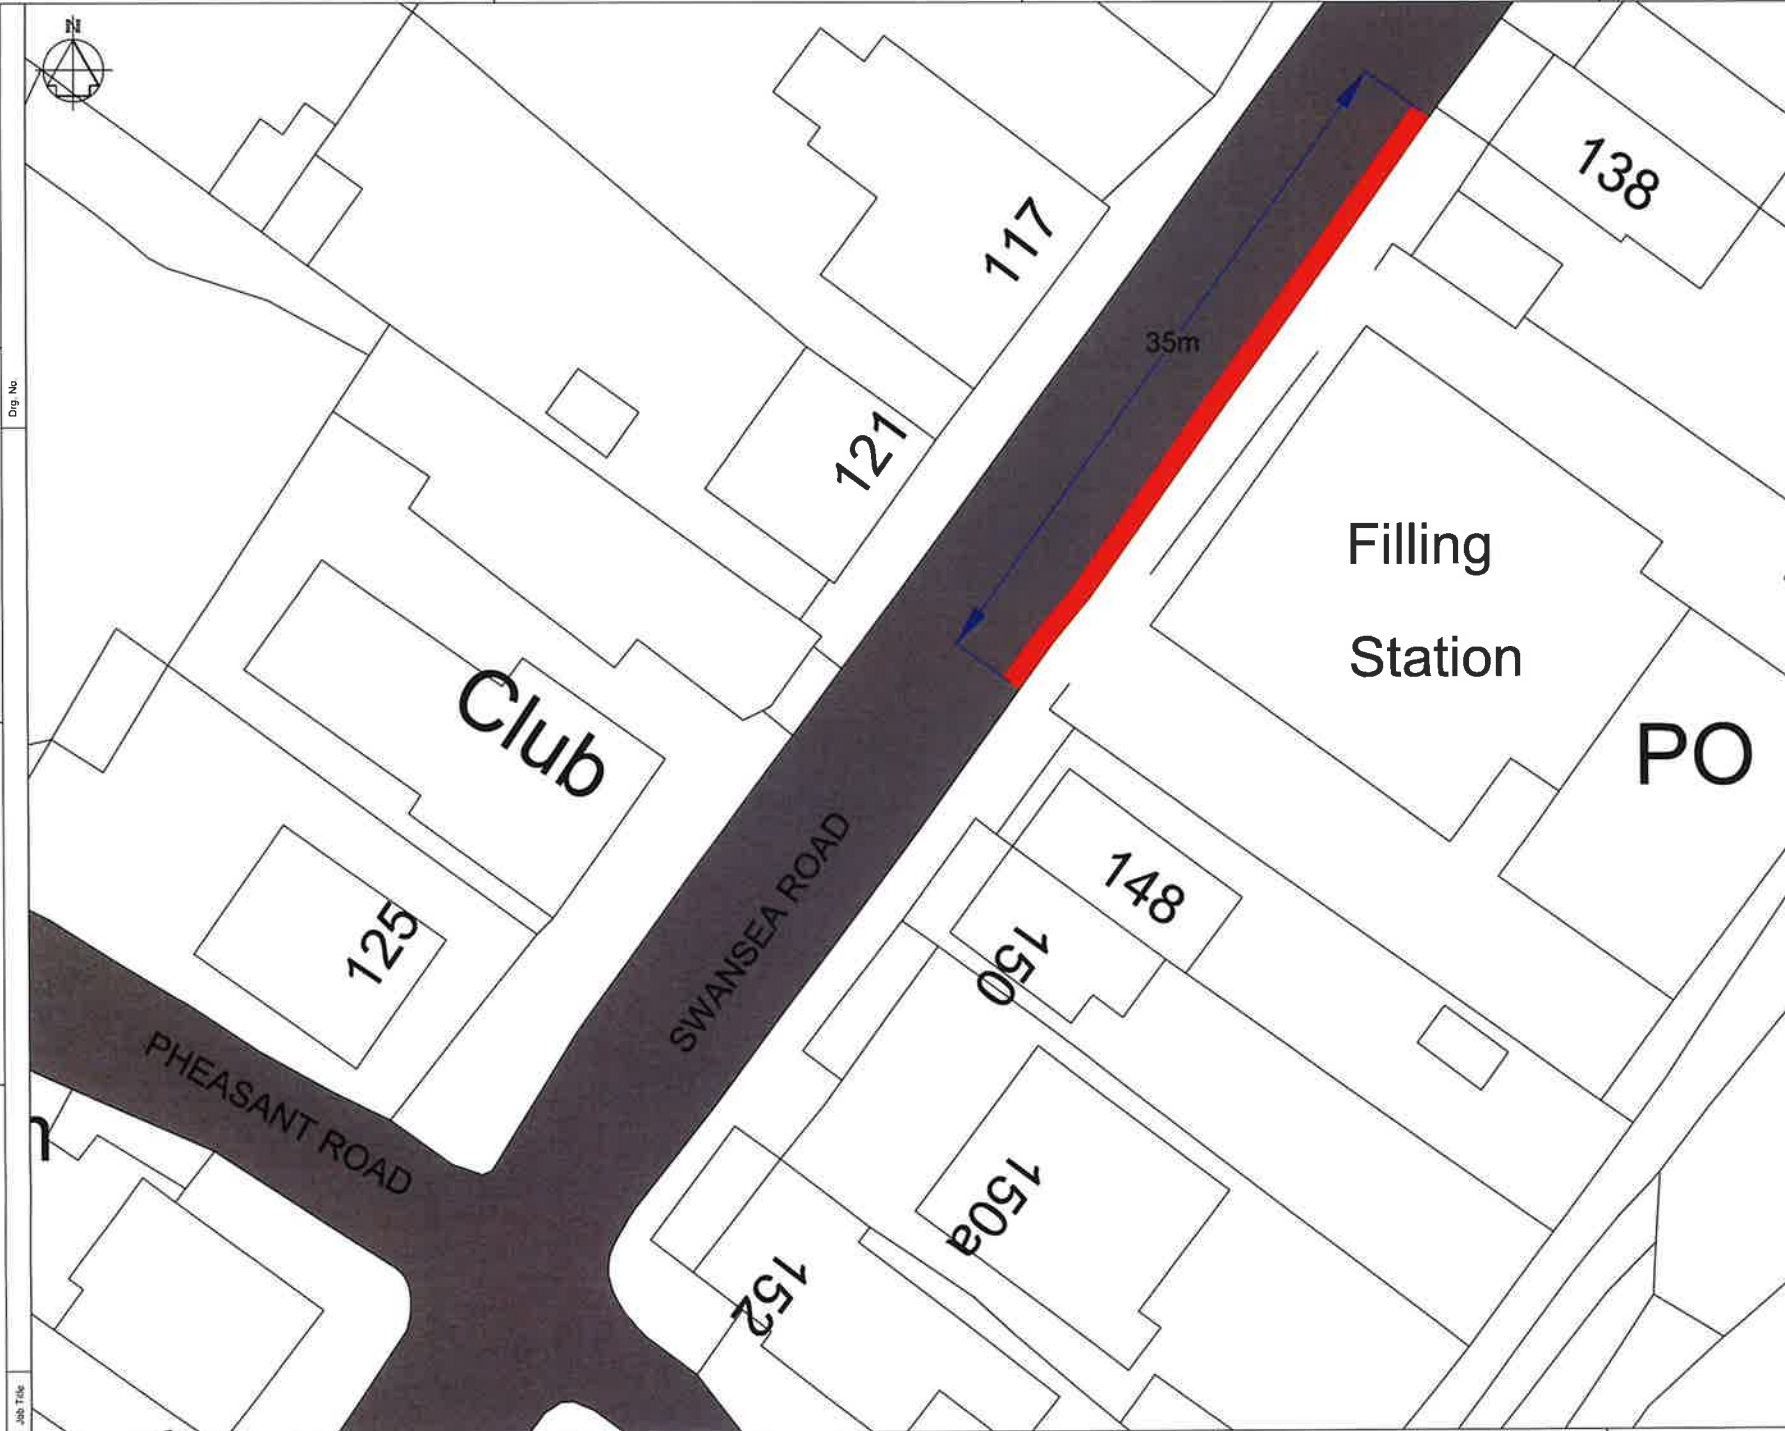 138
117
35m
121
Filling
Station
Drg. No.
Club
PO
148
125
150
SWANSEA ROAD
PHEASANT ROAD
150a
152
Job Title